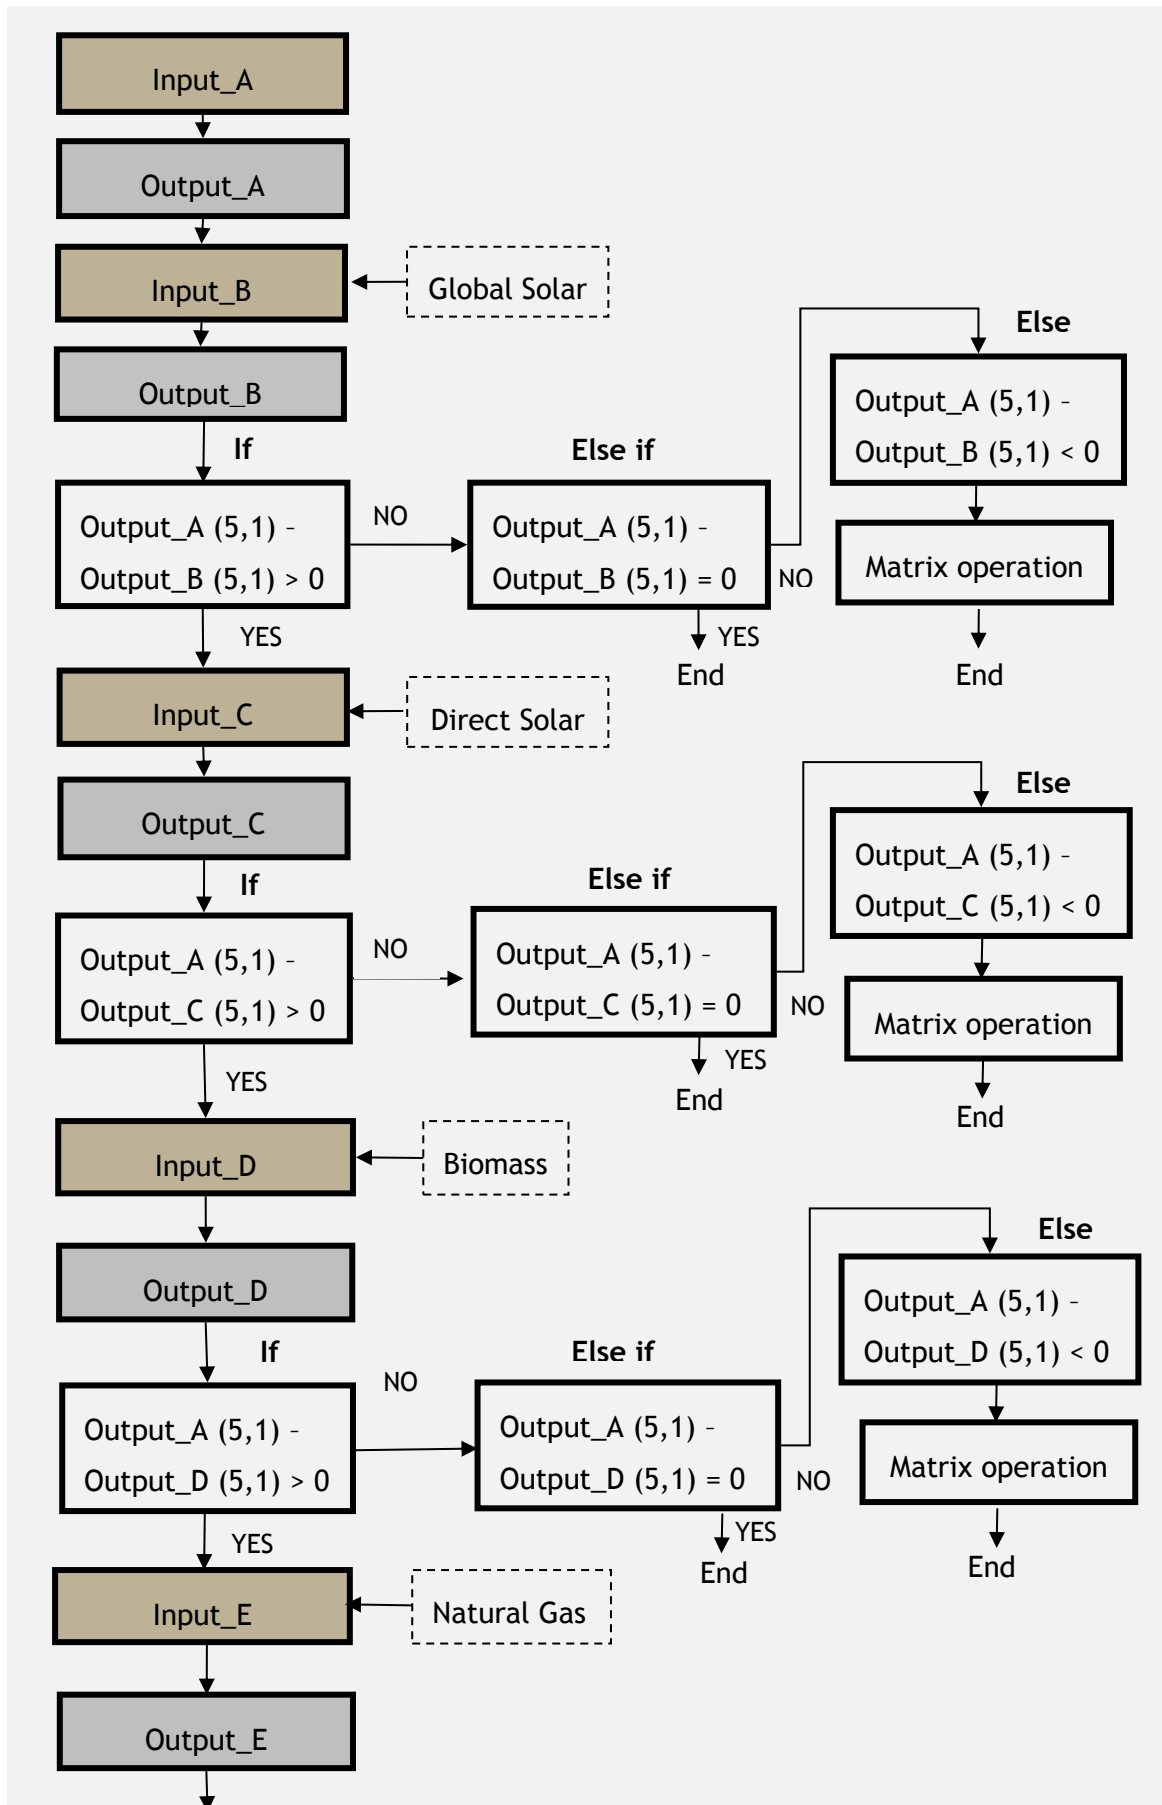 Input_A
Output_A
Input_B
Global Solar
Output_B
If
Output_A (5,1) –
Output_B (5,1) > 0
NO
Else if
Output_A (5,1) –
Output_B (5,1) = 0
NO
YES
End
Else
Output_A (5,1) –
Output_B (5,1) < 0
Matrix operation
End
YES
Input_C
Direct Solar
Output_C
If
Output_A (5,1) –
Output_C (5,1) > 0
NO
Else if
Output_A (5,1) –
Output_C (5,1) = 0
NO
YES
End
Else
Output_A (5,1) –
Output_C (5,1) < 0
Matrix operation
End
YES
Input_D
Biomass
Output_D
If
Output_A (5,1) –
Output_D (5,1) > 0
NO
Else if
Output_A (5,1) –
Output_D (5,1) = 0
NO
YES
End
Else
Output_A (5,1) –
Output_D (5,1) < 0
Matrix operation
End
YES
Input_E
Natural Gas
Output_E